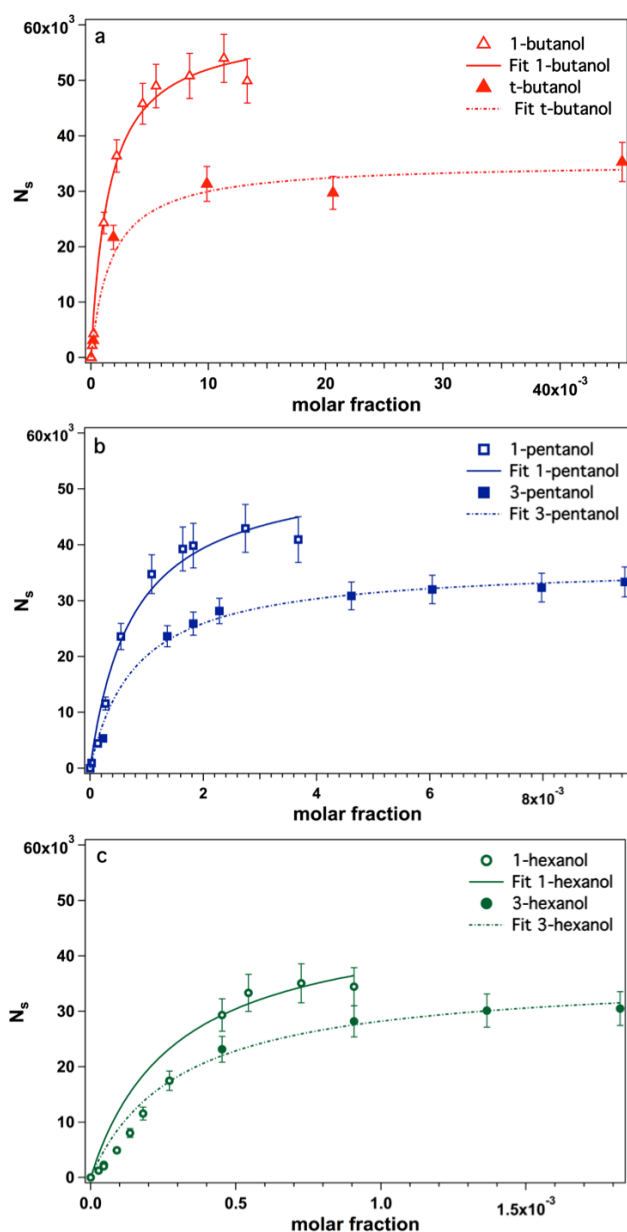 60x10³
a
1-butanol
Fit 1-butanol
t-butanol
Fit t-butanol
50
40
30
20
10
0
Nₛ
0
10
20
30
40x10⁻³
molar fraction
60x10³
b
1-pentanol
Fit 1-pentanol
3-pentanol
Fit 3-pentanol
50
40
30
20
10
0
Nₛ
0
2
4
6
8x10⁻³
molar fraction
60x10³
c
1-hexanol
Fit 1-hexanol
3-hexanol
Fit 3-hexanol
50
40
30
20
10
0
Nₛ
0.0
0.5
1.0
1.5x10⁻³
molar fraction